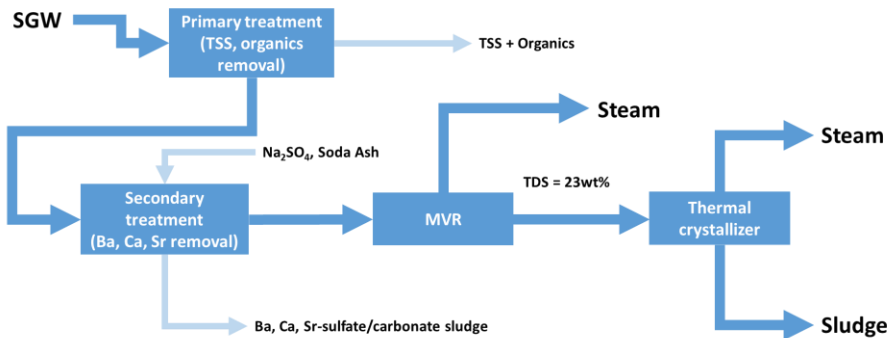 SGW
Primary treatment
(TSS, organics
removal)
TSS + Organics
Steam
Na₂SO₄, Soda Ash
Steam
TDS = 23wt%
Secondary
treatment
(Ba, Ca, Sr removal)
MVR
Thermal
crystallizer
Ba, Ca, Sr-sulfate/carbonate sludge
Sludge